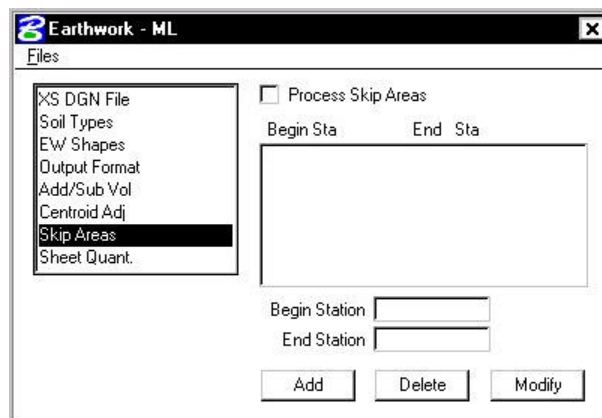 Earthwork - ML
Files
XS DGN File
Soil Types
EW Shapes
Output Format
Add/Sub Vol
Centroid Adj
Skip Areas
Sheet Quant.
Process Skip Areas
Begin Sta End Sta
Begin Station
End Station
Add Delete Modify